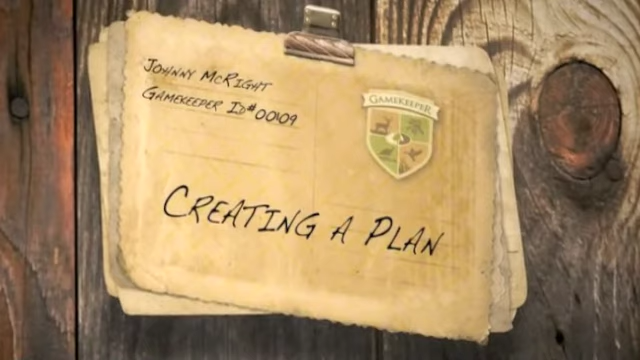 Johnny McRight
Gamekeeper ID# 00109
GAMEKEEPER
Creating a Plan